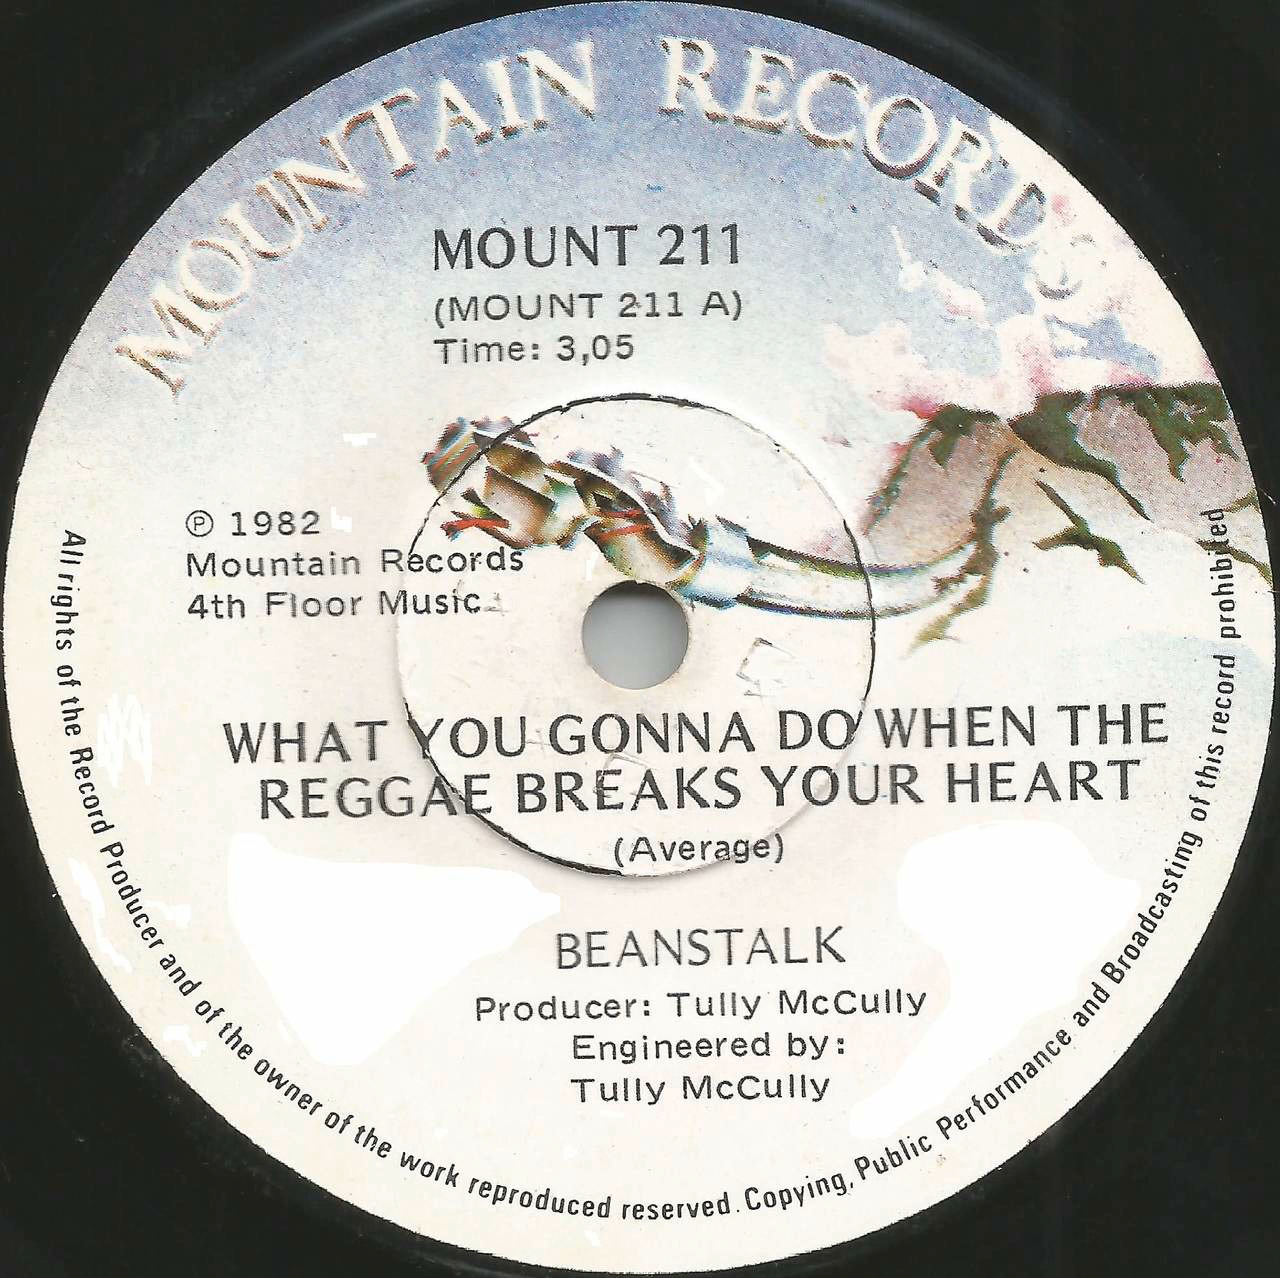 MOUNTAIN RECORDS
MOUNT 211
(MOUNT 211 A)
Time: 3,05
℗ 1982
Mountain Records
4th Floor Music
WHAT YOU GONNA DO WHEN THE
REGGAE BREAKS YOUR HEART
(Average)
BEANSTALK
Producer: Tully McCully
Engineered by:
Tully McCully
All rights of the Record Producer and of the owner of the work reproduced reserved. Copying, Public Performance and Broadcasting of this record prohibited